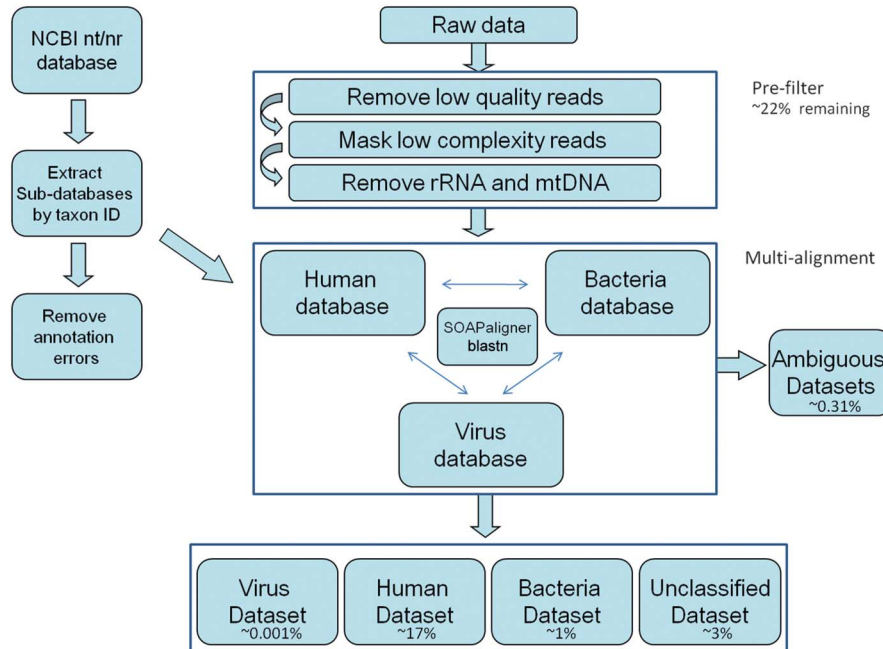 NCBI nt/nr
database
Extract
Sub-databases
by taxon ID
Remove
annotation
errors
Raw data
Remove low quality reads
Mask low complexity reads
Remove rRNA and mtDNA
Pre-filter
~22% remaining
Human
database
Bacteria
database
SOAPaligner
blastn
Virus
database
Multi-alignment
Ambiguous
Datasets
~0.31%
Virus
Dataset
~0.001%
Human
Dataset
~17%
Bacteria
Dataset
~1%
Unclassified
Dataset
~3%